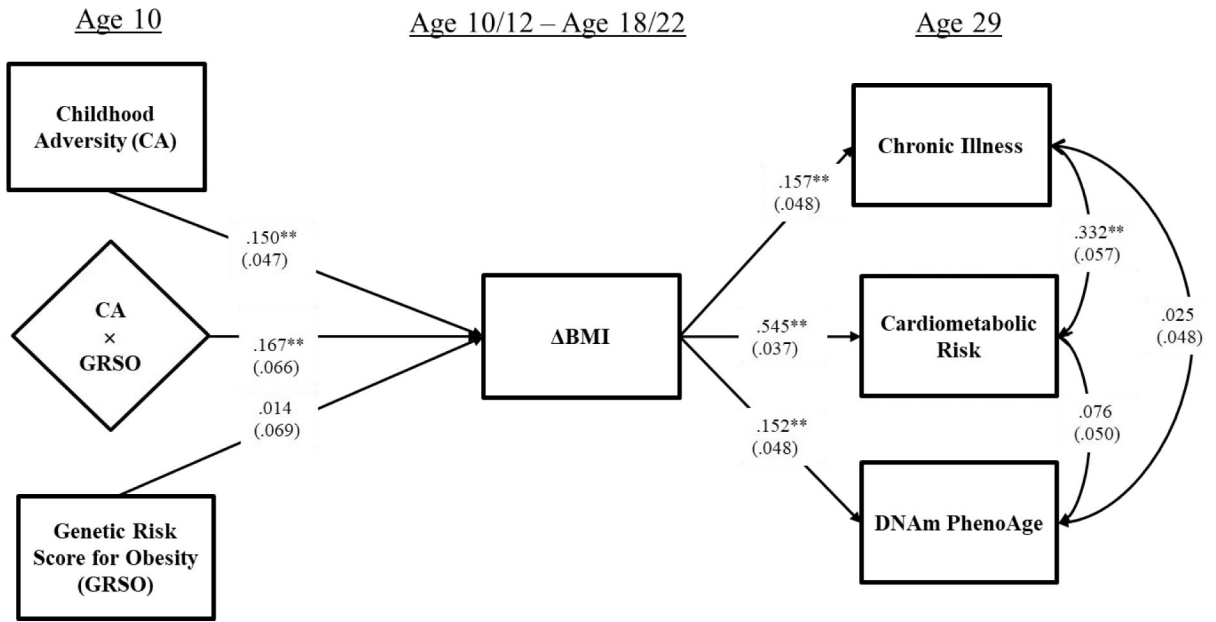 Age 10
Age 10/12 – Age 18/22
Age 29
Childhood
Adversity (CA)
CA
×
GRSO
Genetic Risk
Score for Obesity
(GRSO)
.150**
(.047)
.167**
(.066)
.014
(.069)
ΔBMI
.157**
(.048)
.545**
(.037)
.152**
(.048)
Chronic Illness
Cardiometabolic
Risk
DNAm PhenoAge
.332**
(.057)
.076
(.050)
.025
(.048)